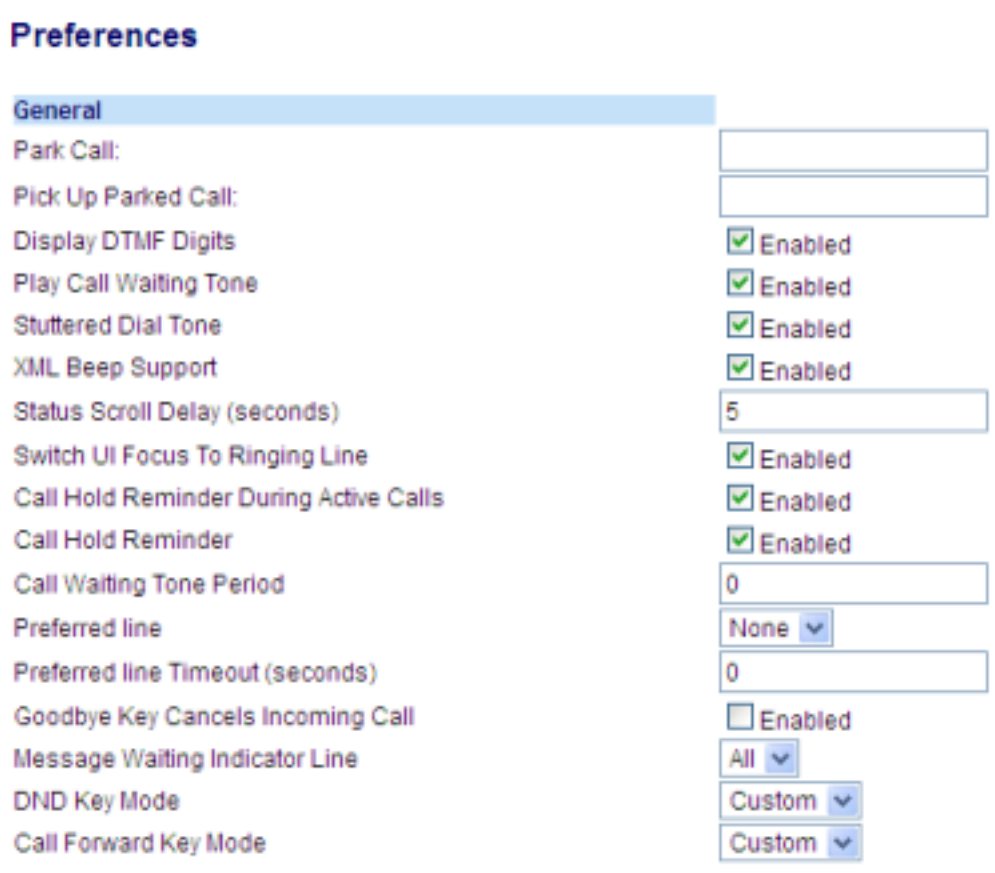 Preferences
General
Park Call:
Pick Up Parked Call:
Display DTMF Digits Enabled
Play Call Waiting Tone Enabled
Stuttered Dial Tone Enabled
XML Beep Support Enabled
Status Scroll Delay (seconds) 5
Switch UI Focus To Ringing Line Enabled
Call Hold Reminder During Active Calls Enabled
Call Hold Reminder Enabled
Call Waiting Tone Period 0
Preferred line None
Preferred line Timeout (seconds) 0
Goodbye Key Cancels Incoming Call Enabled
Message Waiting Indicator Line All
DND Key Mode Custom
Call Forward Key Mode Custom